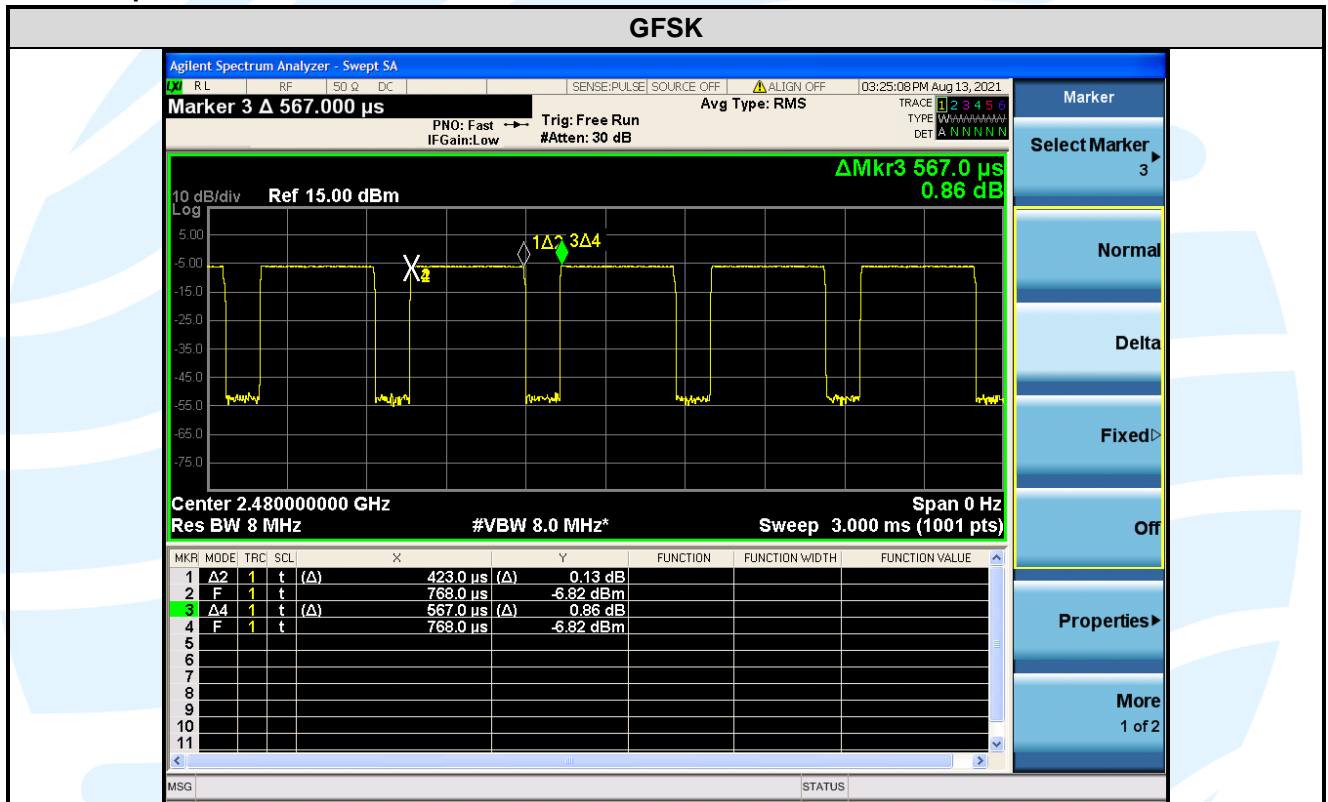 GFSK
Agilent Spectrum Analyzer - Swept SA
LXI RL RF 50 Ω DC SENSE:PULSE SOURCE OFF ALIGN OFF 03:25:08 PM Aug 13, 2021
Marker 3 Δ 567.000 μs
PNO: Fast
IFGain:Low
Trig: Free Run
#Atten: 30 dB
Avg Type: RMS
TRACE 1 2 3 4 5 6
TYPE
DET A N N N N N
ΔMkr3 567.0 μs
0.86 dB
10 dB/div Ref 15.00 dBm
Log
5.00
-5.00
-15.0
-25.0
-35.0
-45.0
-55.0
-65.0
-75.0
1Δ2 3Δ4
Center 2.480000000 GHz Span 0 Hz
Res BW 8 MHz #VBW 8.0 MHz* Sweep 3.000 ms (1001 pts)
MKR MODE TRC SCL X Y FUNCTION FUNCTION WIDTH FUNCTION VALUE
1 Δ2 1 t (Δ) 423.0 μs (Δ) 0.13 dB
2 F 1 t 768.0 μs -6.82 dBm
3 Δ4 1 t (Δ) 567.0 μs (Δ) 0.86 dB
4 F 1 t 768.0 μs -6.82 dBm
5
6
7
8
9
10
11
MSG STATUS
Marker
Select Marker
3
Normal
Delta
Fixed
Off
Properties
More
1 of 2